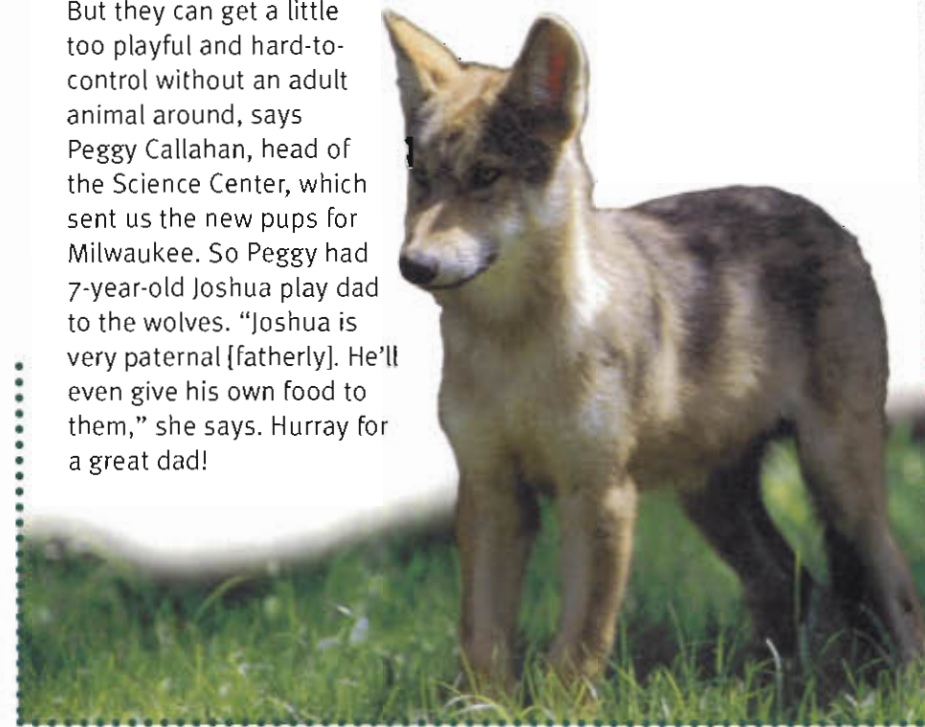 But they can get a little
too playful and hard-to-
control without an adult
animal around, says
Peggy Callahan, head of
the Science Center, which
sent us the new pups for
Milwaukee. So Peggy had
7-year-old Joshua play dad
to the wolves. “Joshua is
very paternal [fatherly]. He’ll
even give his own food to
them,” she says. Hurray for
a great dad!